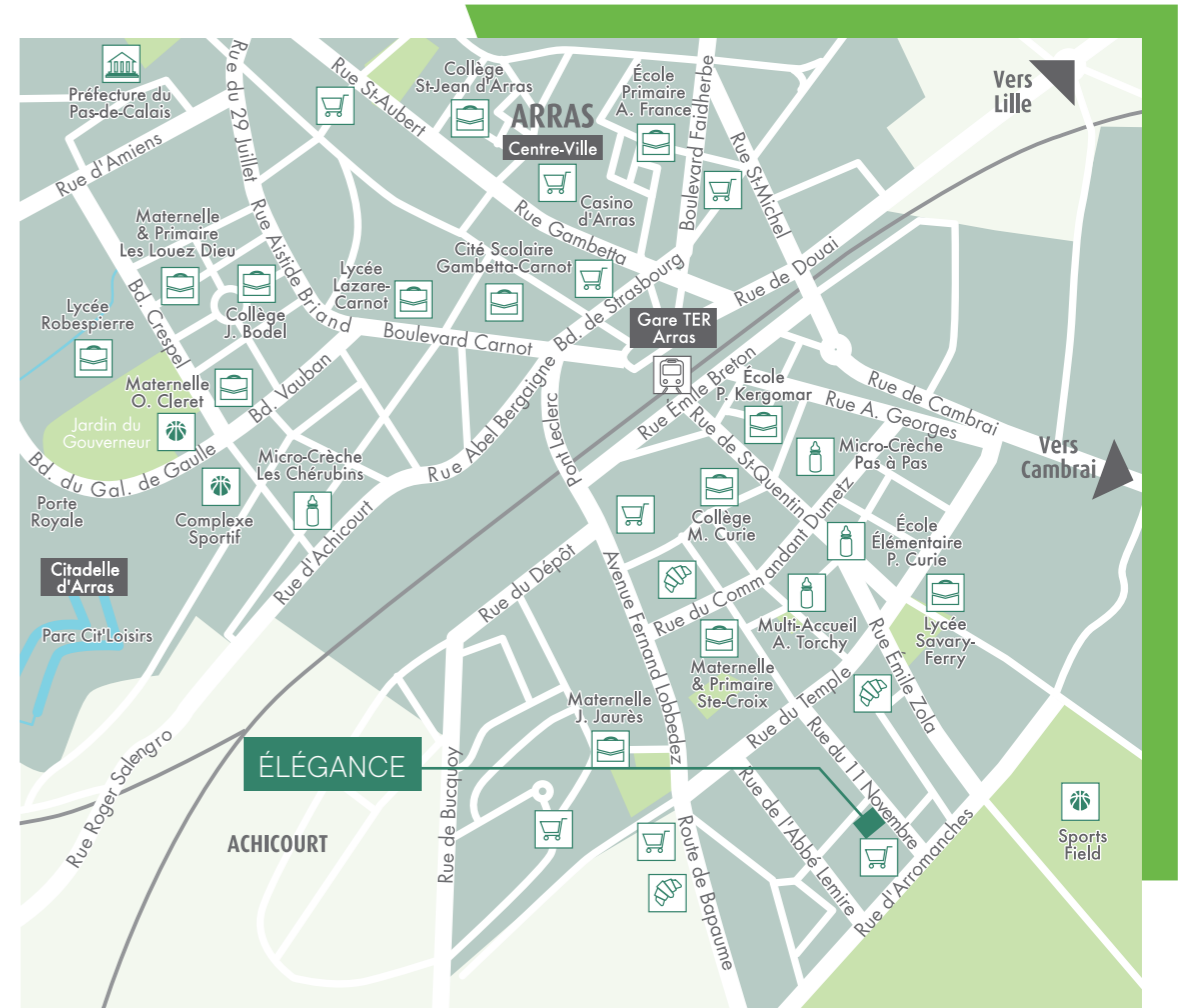 Préfecture du
Pas-de-Calais
Rue du 29 Juillet
Rue St-Aubert
Collège
St-Jean d'Arras
ARRAS
Centre-Ville
École
Primaire
A. France
Boulevard Faidherbe
Rue St-Michel
Vers
Lille
Rue d'Amiens
Maternelle
& Primaire
Les Louez Dieu
Rue Aistide Briand
Casino
d'Arras
Rue Gambetta
Cité Scolaire
Gambetta-Carnot
Lycée
Lazare-
Carnot
Bd. de Strasbourg
Rue de Douai
Lycée
Robespierre
Bd. Crespel
Collège
J. Bodel
Boulevard Carnot
Gare TER
Arras
Maternelle
O. Cleret
Bd. Vauban
Rue Abel Bergaigne
Pont Leclerc
Rue Émile Breton
École
P. Kergomar
Rue A. Georges
Rue de Cambrai
Jardin du
Gouverneur
Bd. du Gal. de Gaulle
Micro-Crèche
Les Chérubins
Rue de St-Quentin
Micro-Crèche
Pas à Pas
Vers
Cambrai
Porte
Royale
Complexe
Sportif
Rue d'Achicourt
Collège
M. Curie
École
Élémentaire
P. Curie
Citadelle
d'Arras
Rue du Dépôt
Avenue Fernand Lobbedez
Rue du Commandant Dumetz
Parc Cit'Loisirs
Multi-Accueil
A. Torchy
Lycée
Savary-
Ferry
Rue Émile Zola
Maternelle
& Primaire
Ste-Croix
Maternelle
J. Jaurès
Rue du Temple
Rue Roger Salengro
ÉLÉGANCE
Rue de Bucquoy
Rue du 11 Novembre
Rue de l'Abbé Lemire
ACHICOURT
Route de Bapaume
Rue d'Arromanches
Sports
Field